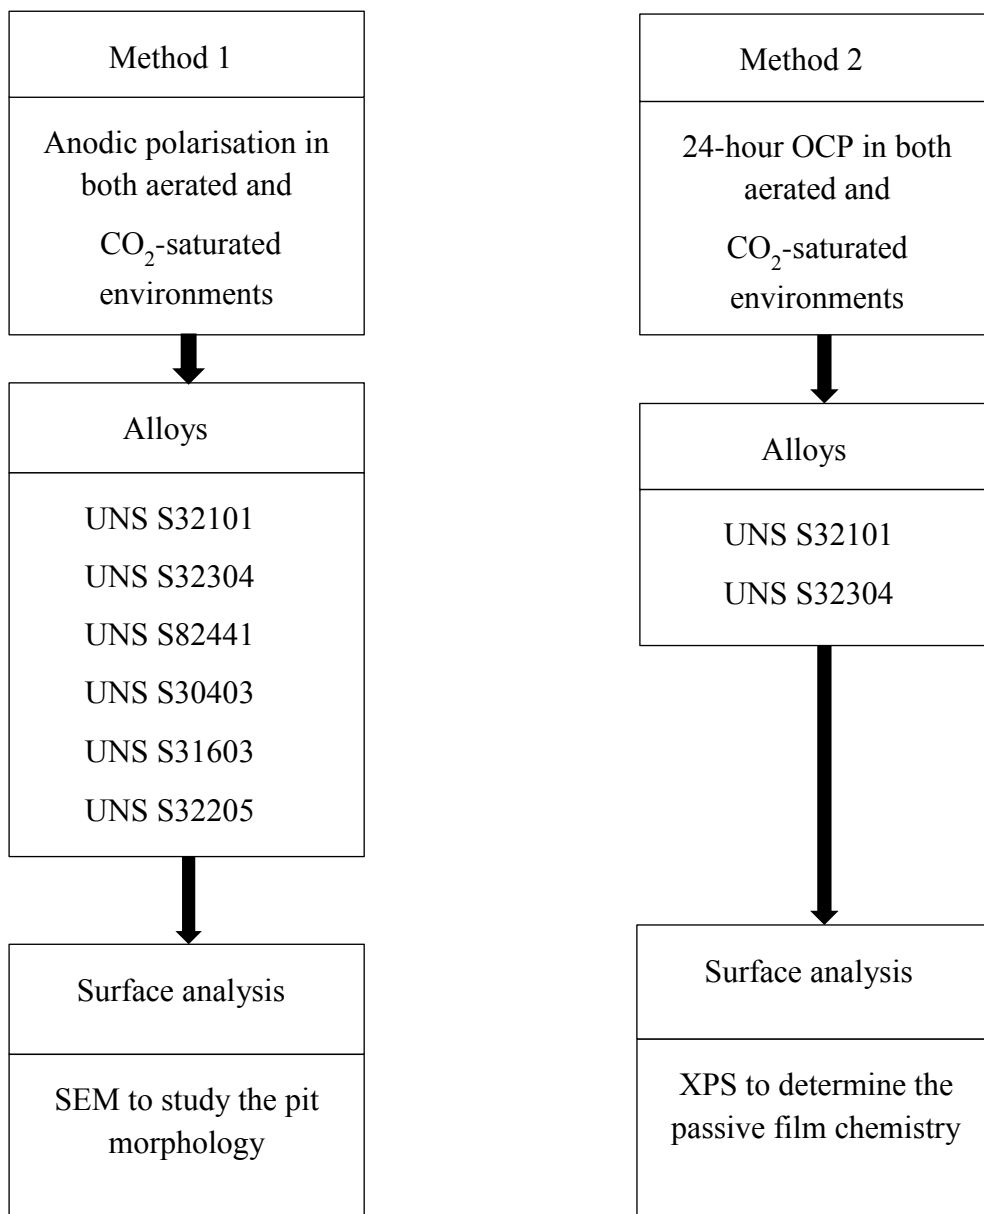 Method 1
Anodic polarisation in
both aerated and
CO₂-saturated
environments
Alloys
UNS S32101
UNS S32304
UNS S82441
UNS S30403
UNS S31603
UNS S32205
Surface analysis
SEM to study the pit
morphology
Method 2
24-hour OCP in both
aerated and
CO₂-saturated
environments
Alloys
UNS S32101
UNS S32304
Surface analysis
XPS to determine the
passive film chemistry